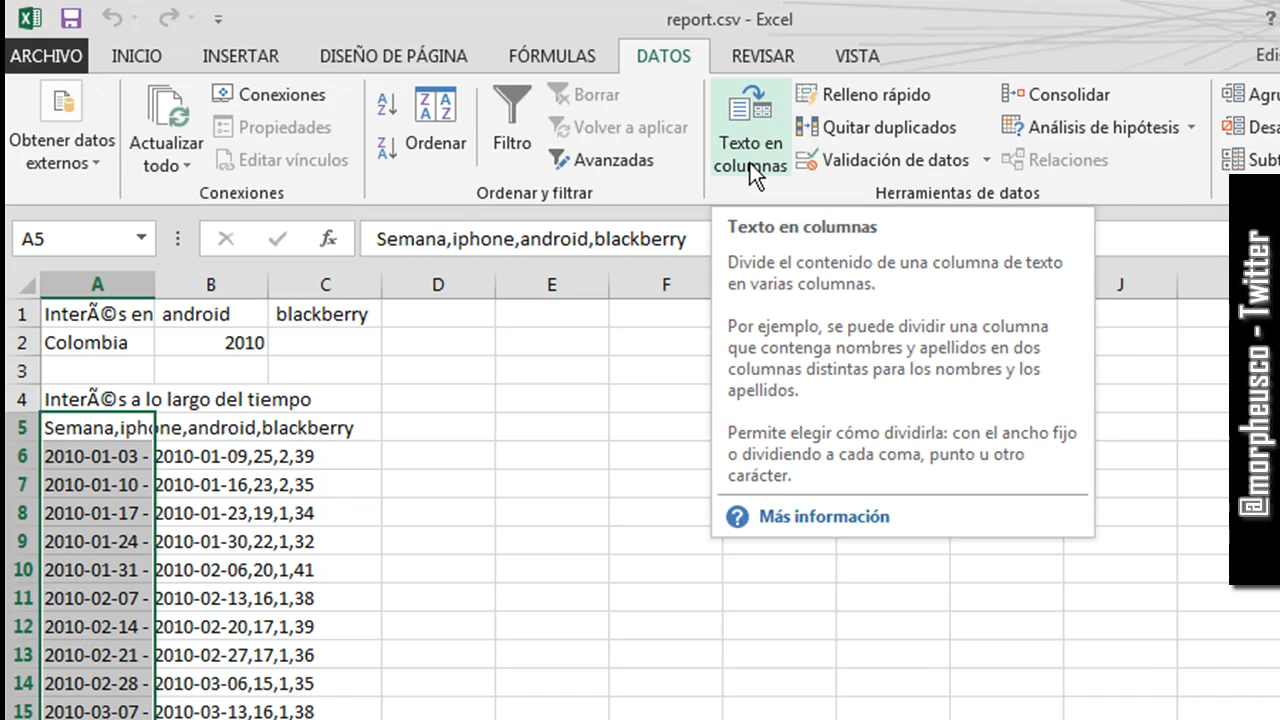 report.csv - Excel
?
ARCHIVO INICIO INSERTAR DISEÑO DE PÁGINA FÓRMULAS DATOS REVISAR VISTA
Obtener datos
externos
Actualizar
todo
Conexiones
Propiedades
Editar vínculos
Conexiones
Ordenar
Filtro
Borrar
Volver a aplicar
Avanzadas
Ordenar y filtrar
Texto en
columnas
Relleno rápido
Quitar duplicados
Validación de datos
Consolidar
Análisis de hipótesis
Relaciones
Herramientas de datos
A5
fx
Semana,iphone,android,blackberry
A B C D E F J
1 InterÃ©s en android blackberry
2 Colombia 2010
3
4 InterÃ©s a lo largo del tiempo
5 Semana,iphone,android,blackberry
6 2010-01-03 - 2010-01-09,25,2,39
7 2010-01-10 - 2010-01-16,23,2,35
8 2010-01-17 - 2010-01-23,19,1,34
9 2010-01-24 - 2010-01-30,22,1,32
10 2010-01-31 - 2010-02-06,20,1,41
11 2010-02-07 - 2010-02-13,16,1,38
12 2010-02-14 - 2010-02-20,17,1,39
13 2010-02-21 - 2010-02-27,17,1,36
14 2010-02-28 - 2010-03-06,15,1,35
15 2010-03-07 - 2010-03-13,16,1,38
Texto en columnas
Divide el contenido de una columna de texto
en varias columnas.
Por ejemplo, se puede dividir una columna
que contenga nombres y apellidos en dos
columnas distintas para los nombres y los
apellidos.
Permite elegir cómo dividirla: con el ancho fijo
o dividiendo a cada coma, punto u otro
carácter.
Más información
@morpheusco - Twitter